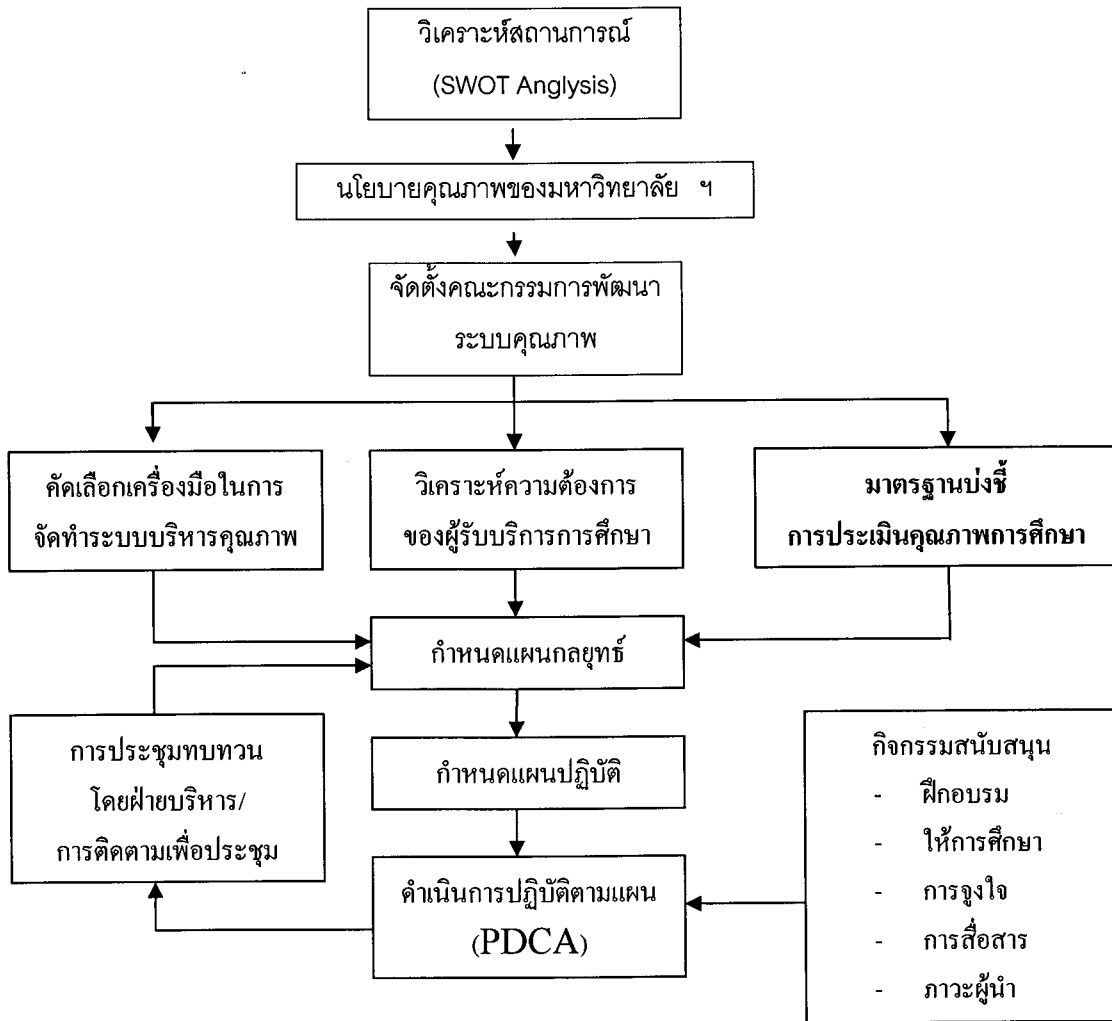 วิเคราะห์สถานการณ์
(SWOT Anglysis)
นโยบายคุณภาพของมหาวิทยาลัย ฯ
จัดตั้งคณะกรรมการพัฒนา
ระบบคุณภาพ
คัดเลือกเครื่องมือในการ
จัดทำระบบบริหารคุณภาพ
วิเคราะห์ความต้องการ
ของผู้รับบริการการศึกษา
มาตรฐานบ่งชี้
การประเมินคุณภาพการศึกษา
กำหนดแผนกลยุทธ์
การประชุมทบทวน
โดยฝ่ายบริหาร/
การติดตามเพื่อประชุม
กำหนดแผนปฏิบัติ
ดำเนินการปฏิบัติตามแผน
(PDCA)
กิจกรรมสนับสนุน
- ฝึกอบรม
- ให้การศึกษา
- การจูงใจ
- การสื่อสาร
- ภาวะผู้นำ